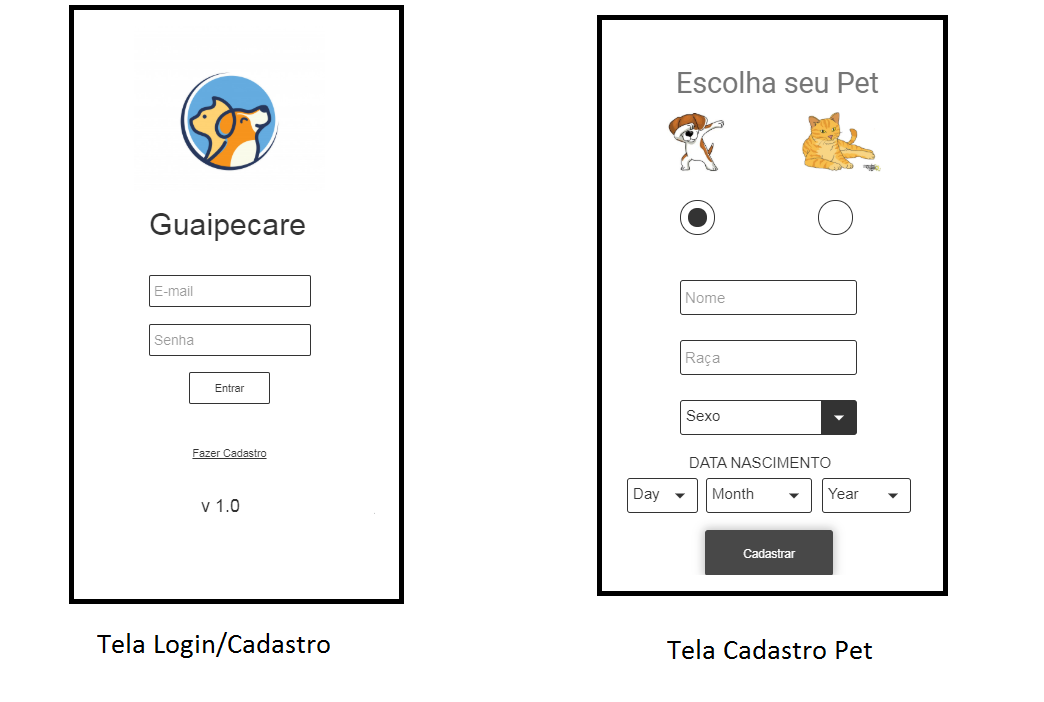 Guaipecare
E-mail
Senha
Entrar
Fazer Cadastro
v 1.0
Tela Login/Cadastro
Escolha seu Pet
Nome
Raça
Sexo
DATA NASCIMENTO
Day Month Year
Cadastrar
Tela Cadastro Pet